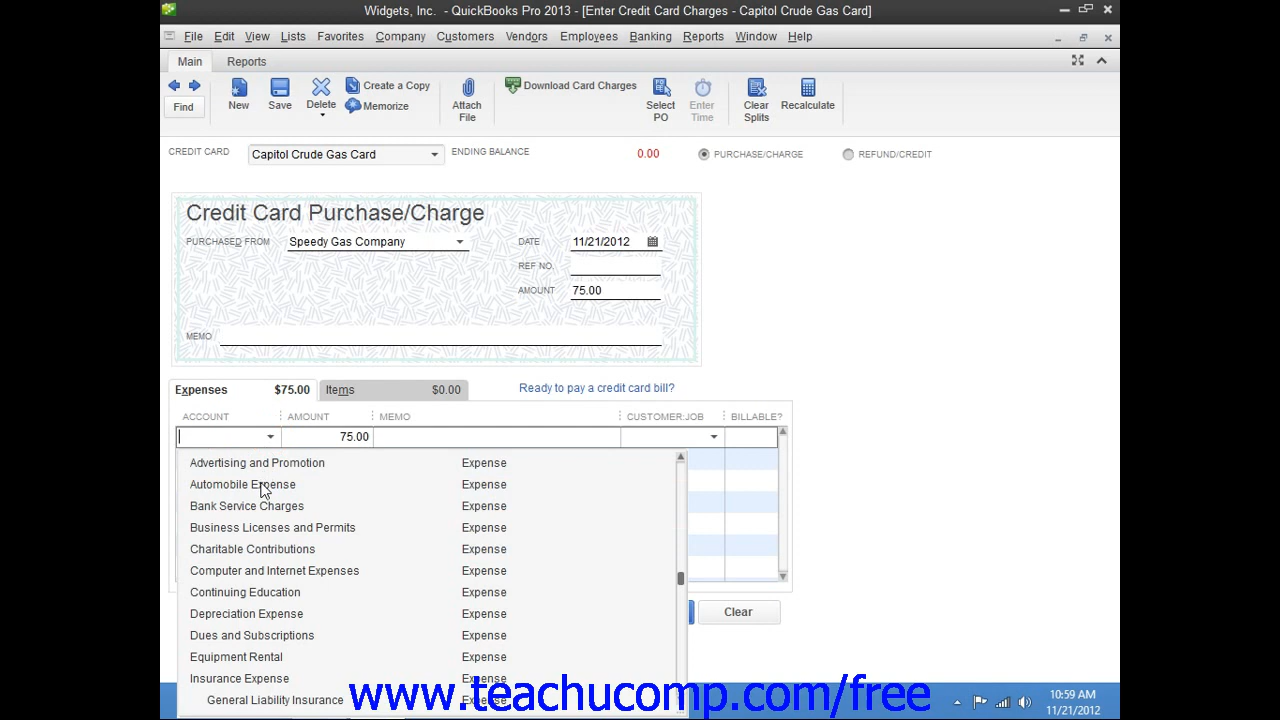 Widgets, Inc. - QuickBooks Pro 2013 - [Enter Credit Card Charges - Capitol Crude Gas Card]
File Edit View Lists Favorites Company Customers Vendors Employees Banking Reports Window Help
Main Reports
Find New Save Delete Create a Copy Memorize Attach File Download Card Charges Select PO Enter Time Clear Splits Recalculate
CREDIT CARD Capitol Crude Gas Card ENDING BALANCE 0.00 PURCHASE/CHARGE REFUND/CREDIT
Credit Card Purchase/Charge
PURCHASED FROM Speedy Gas Company DATE 11/21/2012
REF NO.
AMOUNT 75.00
MEMO
Expenses $75.00 Items $0.00 Ready to pay a credit card bill?
ACCOUNT AMOUNT MEMO CUSTOMER:JOB BILLABLE?
75.00
Advertising and Promotion Expense
Automobile Expense Expense
Bank Service Charges Expense
Business Licenses and Permits Expense
Charitable Contributions Expense
Computer and Internet Expenses Expense
Continuing Education Expense
Depreciation Expense Expense
Clear
Dues and Subscriptions Expense
Equipment Rental Expense
Insurance Expense Expense
General Liability Insurance Expense
www.teachucomp.com/free
10:59 AM
11/21/2012